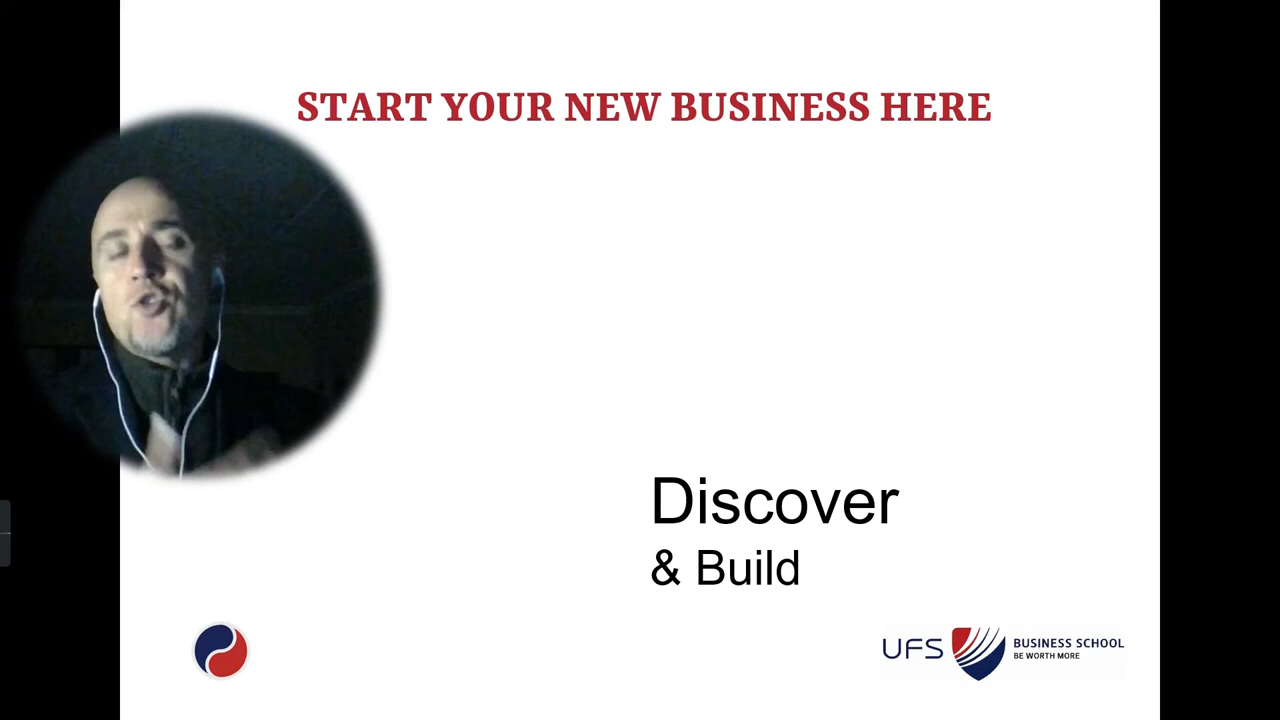 START YOUR NEW BUSINESS HERE
Discover
& Build
UFS
BUSINESS SCHOOL
BE WORTH MORE